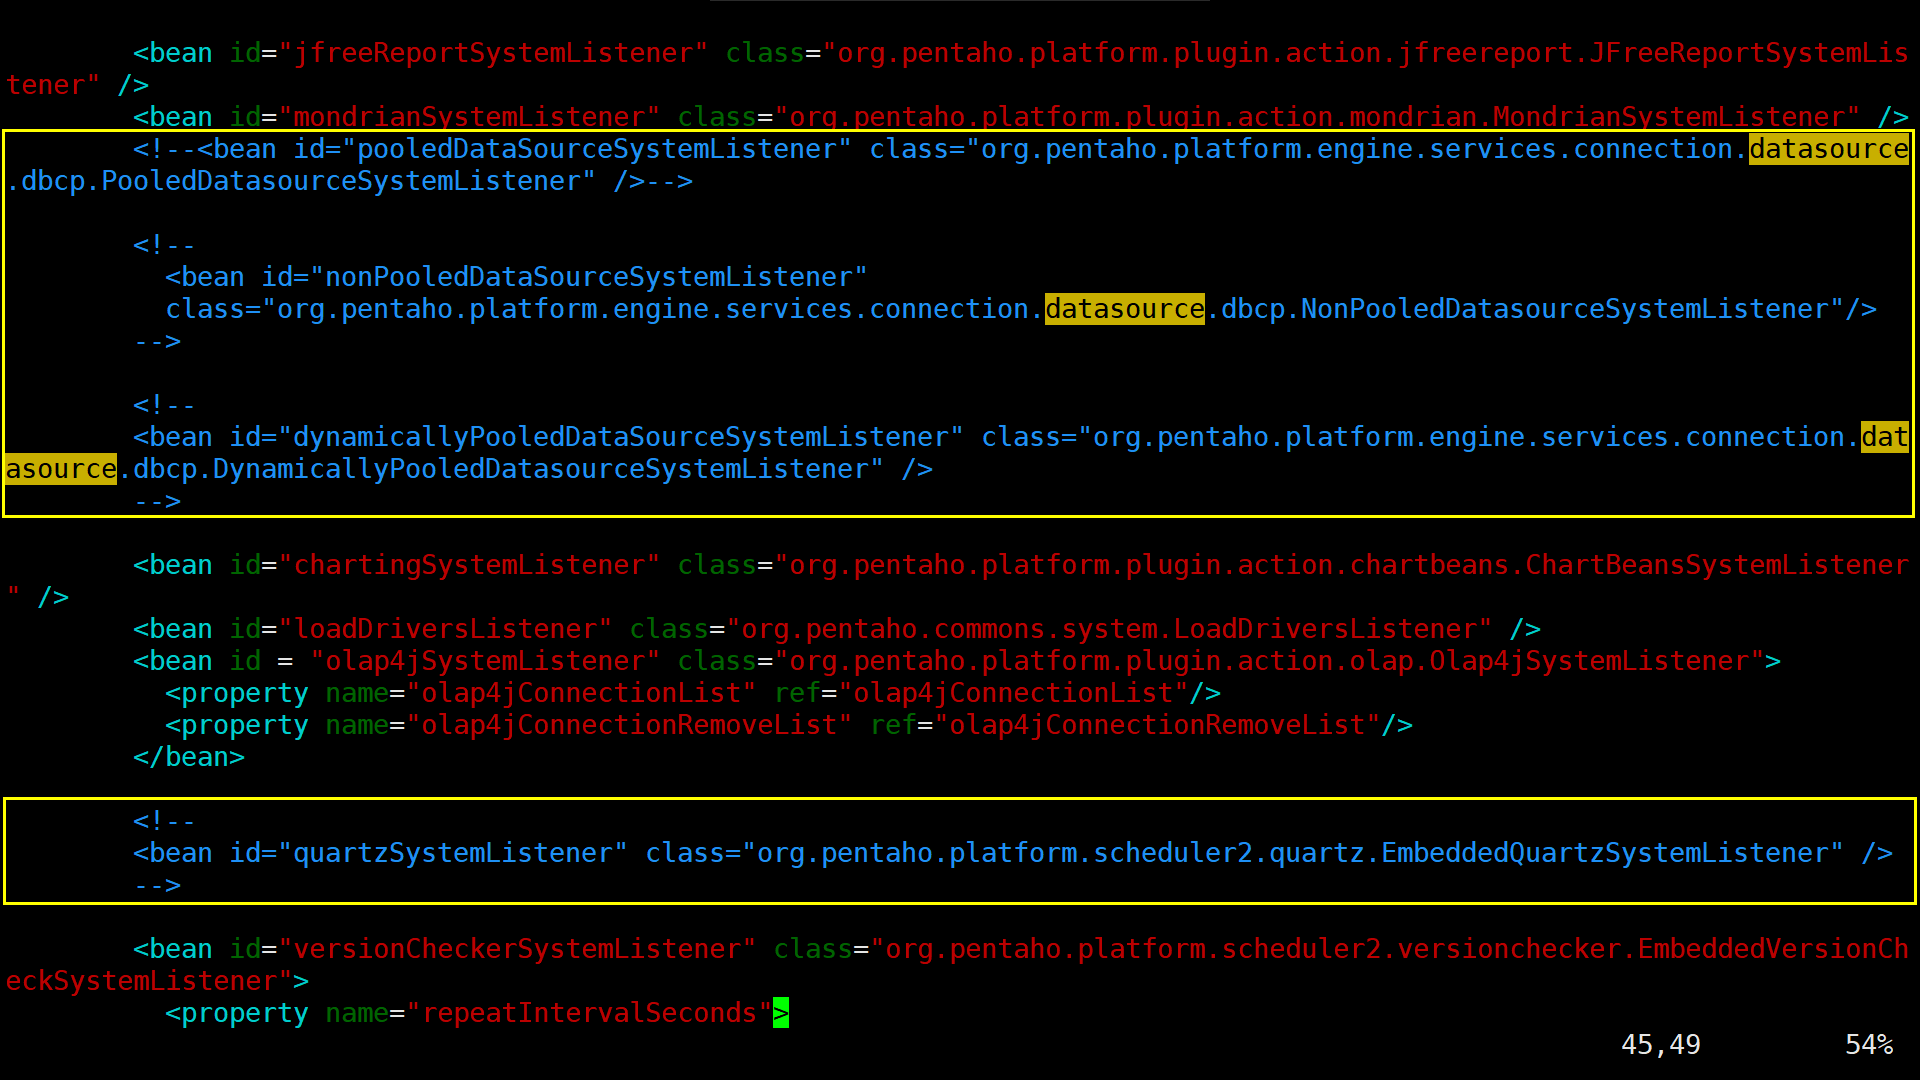 <bean id="jfreeReportSystemListener" class="org.pentaho.platform.plugin.action.jfreereport.JFreeReportSystemLis
tener" />
        <bean id="mondrianSystemListener" class="org.pentaho.platform.plugin.action.mondrian.MondrianSystemListener" />
        <!--<bean id="pooledDataSourceSystemListener" class="org.pentaho.platform.engine.services.connection.datasource
.dbcp.PooledDatasourceSystemListener" />-->
        <!--
          <bean id="nonPooledDataSourceSystemListener"
          class="org.pentaho.platform.engine.services.connection.datasource.dbcp.NonPooledDatasourceSystemListener"/>
        -->
        <!--
        <bean id="dynamicallyPooledDataSourceSystemListener" class="org.pentaho.platform.engine.services.connection.dat
asource.dbcp.DynamicallyPooledDatasourceSystemListener" />
        -->
        <bean id="chartingSystemListener" class="org.pentaho.platform.plugin.action.chartbeans.ChartBeansSystemListener
" />
        <bean id="loadDriversListener" class="org.pentaho.commons.system.LoadDriversListener" />
        <bean id = "olap4jSystemListener" class="org.pentaho.platform.plugin.action.olap.Olap4jSystemListener">
          <property name="olap4jConnectionList" ref="olap4jConnectionList"/>
          <property name="olap4jConnectionRemoveList" ref="olap4jConnectionRemoveList"/>
        </bean>
        <!--
        <bean id="quartzSystemListener" class="org.pentaho.platform.scheduler2.quartz.EmbeddedQuartzSystemListener" />
        -->
        <bean id="versionCheckerSystemListener" class="org.pentaho.platform.scheduler2.versionchecker.EmbeddedVersionCh
eckSystemListener">
          <property name="repeatIntervalSeconds">
45,49         54%